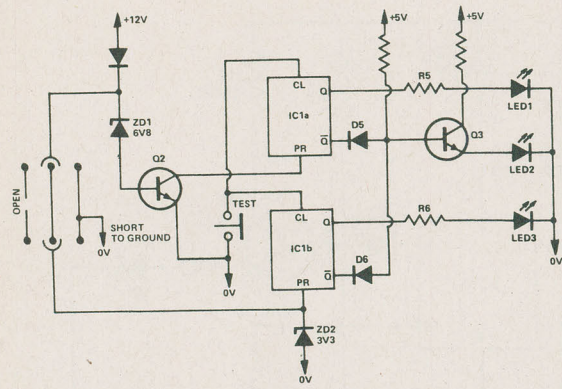 +12V
+5V
+5V
CL
Q
R5
IC1a
LED1
ZD1
6V8
D5
Q̅
Q3
Q2
PR
LED2
OPEN
TEST
CL
Q
R6
SHORT
TO GROUND
IC1b
LED3
0V
D6
0V
Q̅
PR
0V
ZD2
3V3
0V